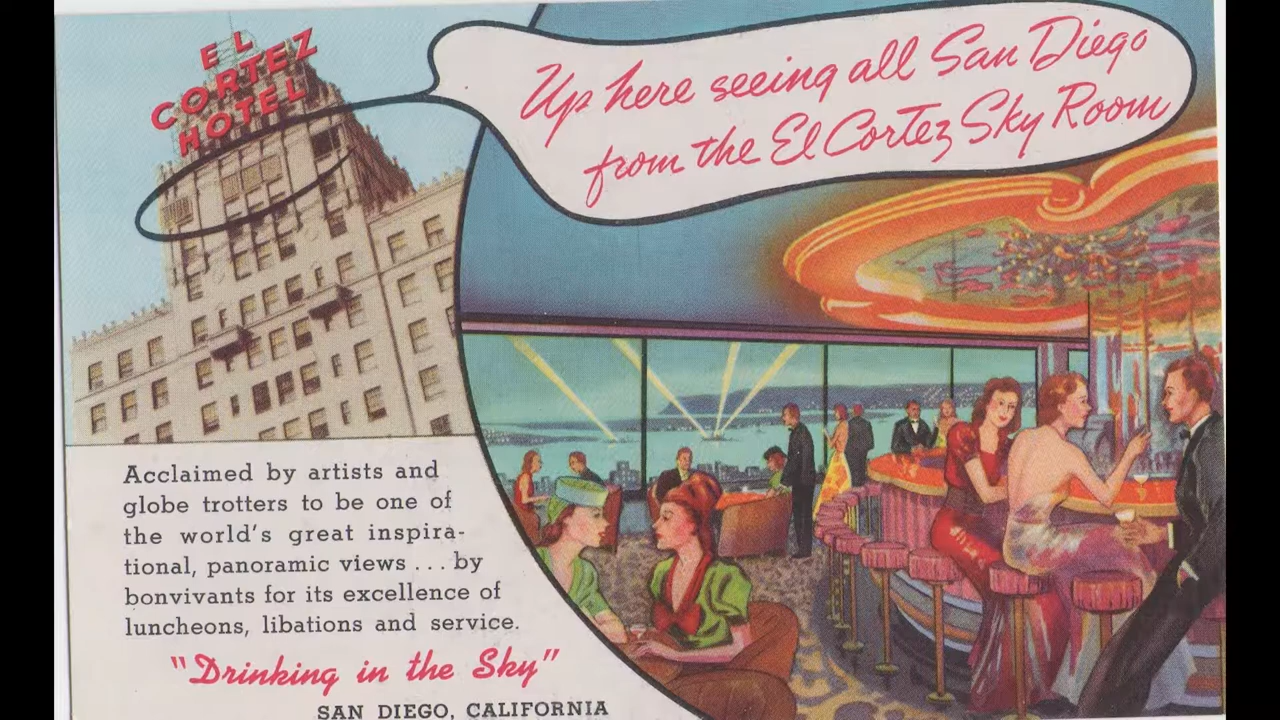 EL
CORTEZ
HOTEL
Up here seeing all San Diego
from the El Cortez Sky Room
Acclaimed by artists and
globe trotters to be one of
the world's great inspira-
tional, panoramic views . . . by
bonvivants for its excellence of
luncheons, libations and service.
"Drinking in the Sky"
SAN DIEGO, CALIFORNIA